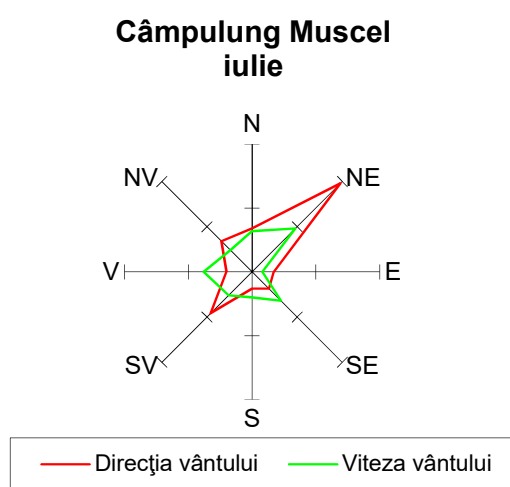 Câmpulung Muscel
iulie
N
NV
NE
V
E
SV
SE
S
Direcţia vântului
Viteza vântului